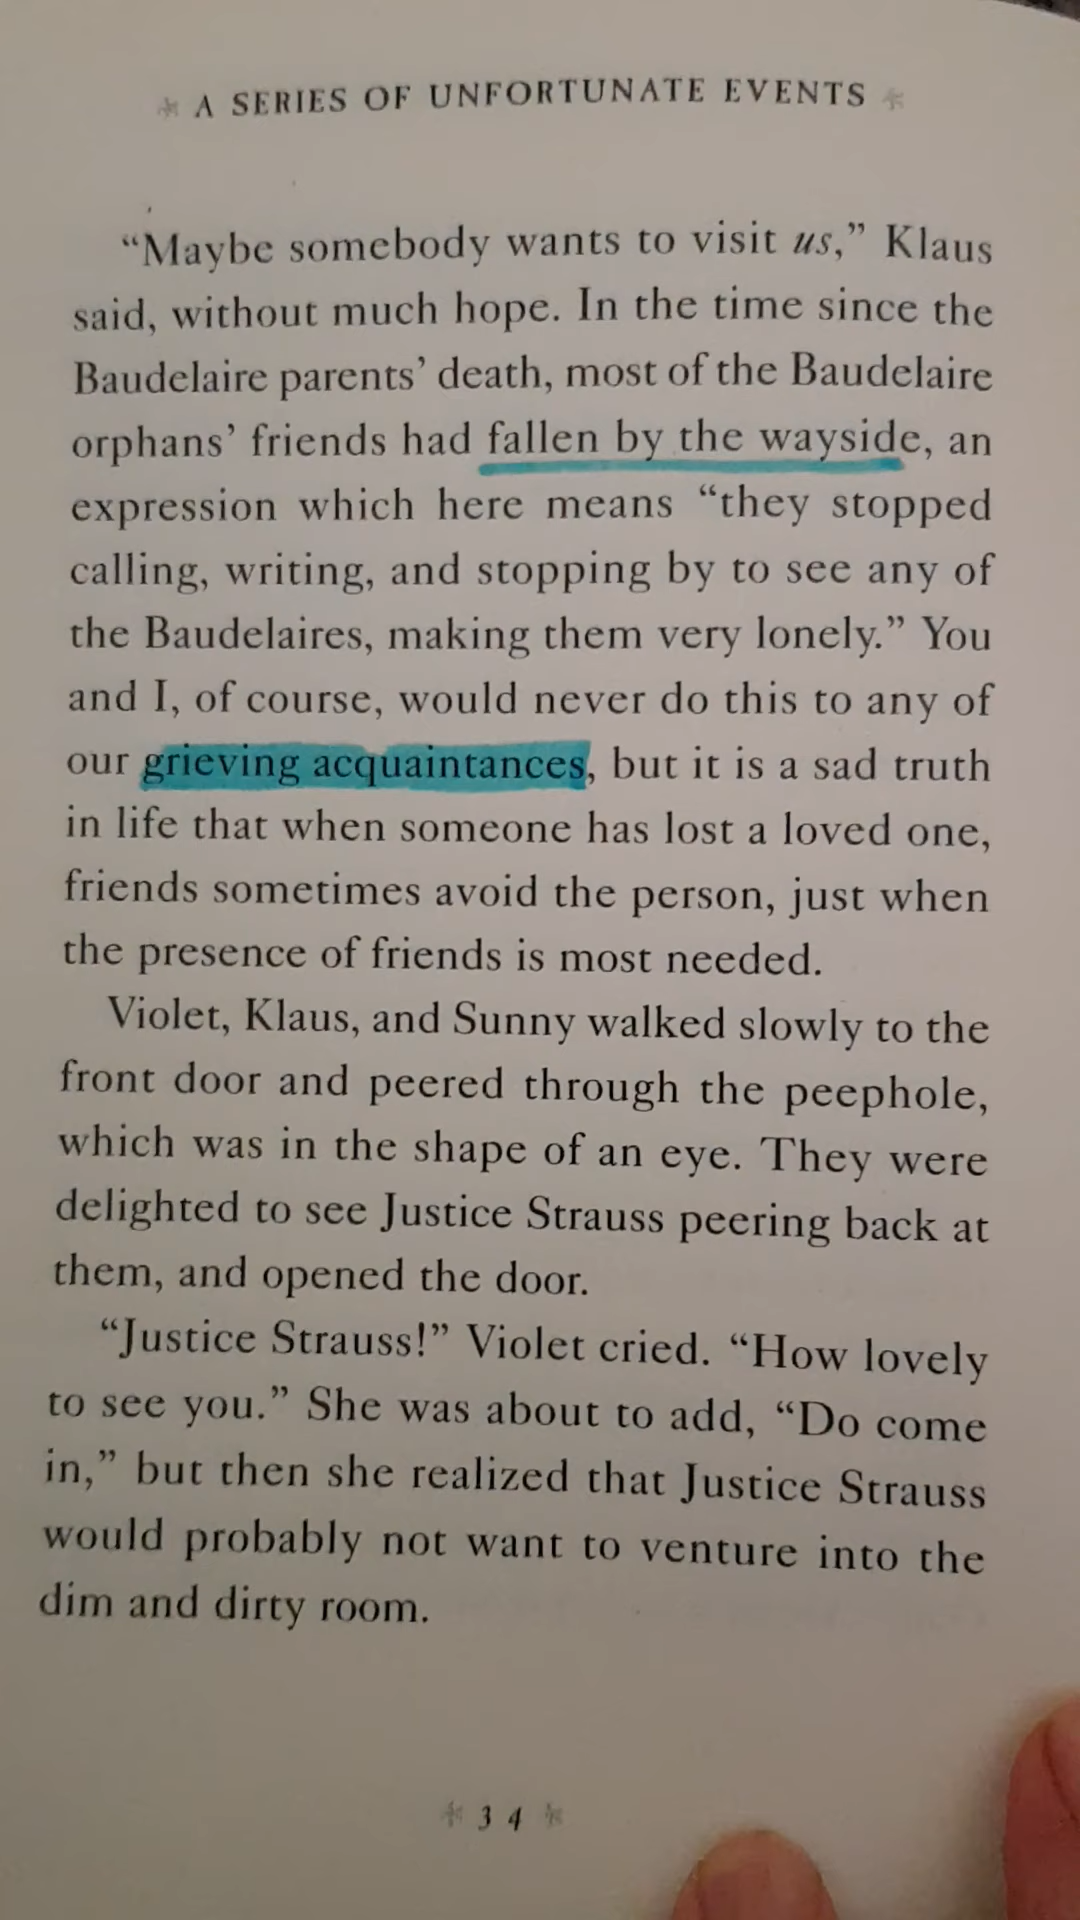 A SERIES OF UNFORTUNATE EVENTS
“Maybe somebody wants to visit us,” Klaus
said, without much hope. In the time since the
Baudelaire parents’ death, most of the Baudelaire
orphans’ friends had fallen by the wayside, an
expression which here means “they stopped
calling, writing, and stopping by to see any of
the Baudelaires, making them very lonely.” You
and I, of course, would never do this to any of
our grieving acquaintances, but it is a sad truth
in life that when someone has lost a loved one,
friends sometimes avoid the person, just when
the presence of friends is most needed.
Violet, Klaus, and Sunny walked slowly to the
front door and peered through the peephole,
which was in the shape of an eye. They were
delighted to see Justice Strauss peering back at
them, and opened the door.
“Justice Strauss!” Violet cried. “How lovely
to see you.” She was about to add, “Do come
in,” but then she realized that Justice Strauss
would probably not want to venture into the
dim and dirty room.
34